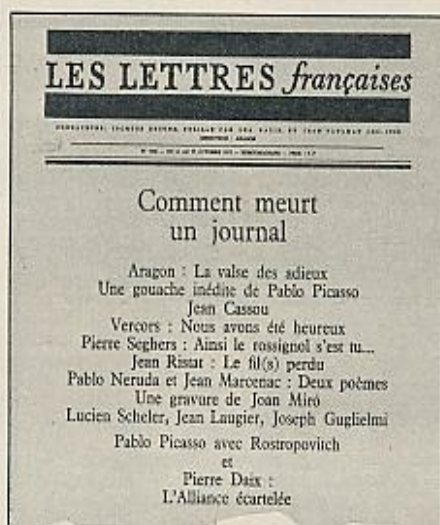 LES LETTRES françaises
Comment meurt
un journal
Aragon : La valse des adieux
Une gouache inédite de Pablo Picasso
Jean Cassou
Vercors : Nous avons été heureux
Pierre Seghers : Ainsi le rossignol s'est tu...
Jean Ristat : Le fil(s) perdu
Pablo Neruda et Jean Marcenac : Deux poèmes
Une gravure de Joan Miró
Lucien Scheler, Jean Laugier, Joseph Guglielmi
Pablo Picasso avec Rostropovitch
et
Pierre Daix :
L'Alliance écartelée